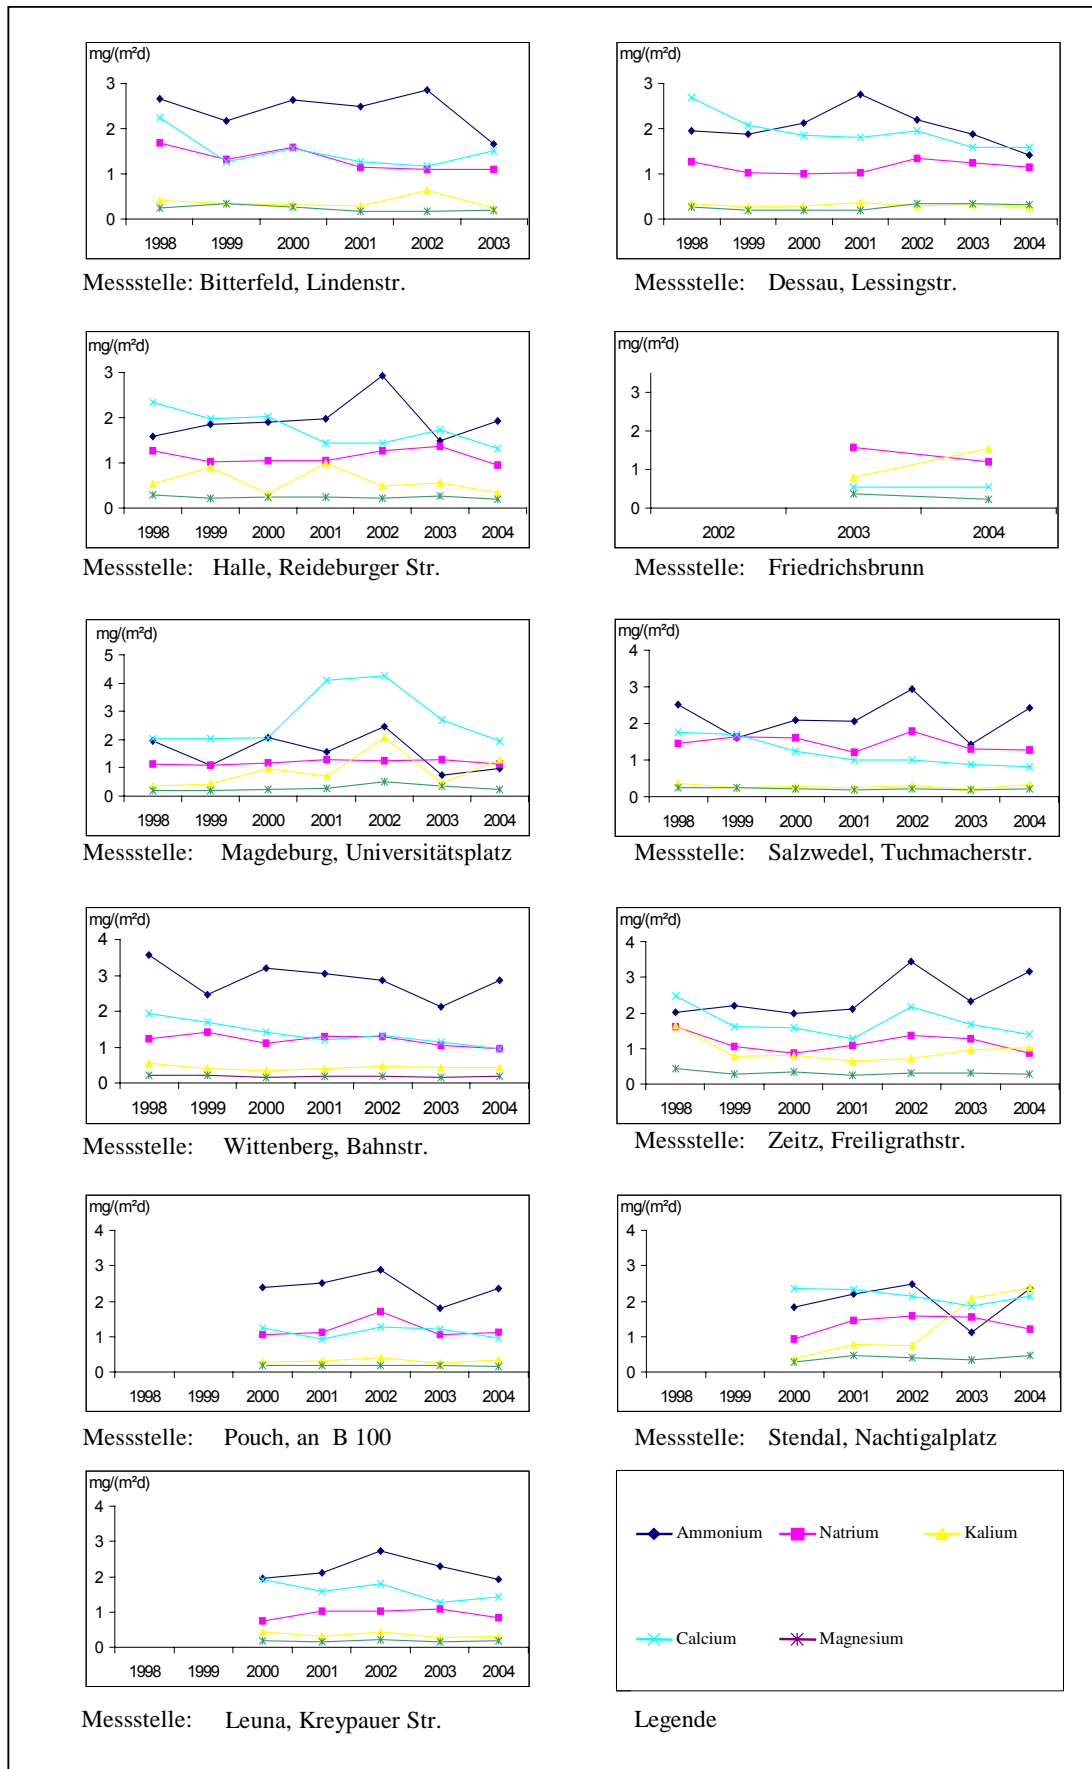 mg/(m²d)
3
2
1
0
1998 1999 2000 2001 2002 2003
Messstelle: Bitterfeld, Lindenstr.
mg/(m²d)
3
2
1
0
1998 1999 2000 2001 2002 2003 2004
Messstelle: Dessau, Lessingstr.
mg/(m²d)
3
2
1
0
1998 1999 2000 2001 2002 2003 2004
Messstelle: Halle, Reideburger Str.
mg/(m²d)
3
2
1
0
2002 2003 2004
Messstelle: Friedrichsbrunn
mg/(m²d)
5
4
3
2
1
0
1998 1999 2000 2001 2002 2003 2004
Messstelle: Magdeburg, Universitätsplatz
mg/(m²d)
4
3
2
1
0
1998 1999 2000 2001 2002 2003 2004
Messstelle: Salzwedel, Tuchmacherstr.
mg/(m²d)
4
3
2
1
0
1998 1999 2000 2001 2002 2003 2004
Messstelle: Wittenberg, Bahnstr.
mg/(m²d)
4
3
2
1
0
1998 1999 2000 2001 2002 2003 2004
Messstelle: Zeitz, Freiligrathstr.
mg/(m²d)
4
3
2
1
0
1998 1999 2000 2001 2002 2003 2004
Messstelle: Pouch, an B 100
mg/(m²d)
4
3
2
1
0
1998 1999 2000 2001 2002 2003 2004
Messstelle: Stendal, Nachtigalplatz
mg/(m²d)
4
3
2
1
0
1998 1999 2000 2001 2002 2003 2004
Messstelle: Leuna, Kreypauer Str.
Ammonium Natrium Kalium
Calcium Magnesium
Legende